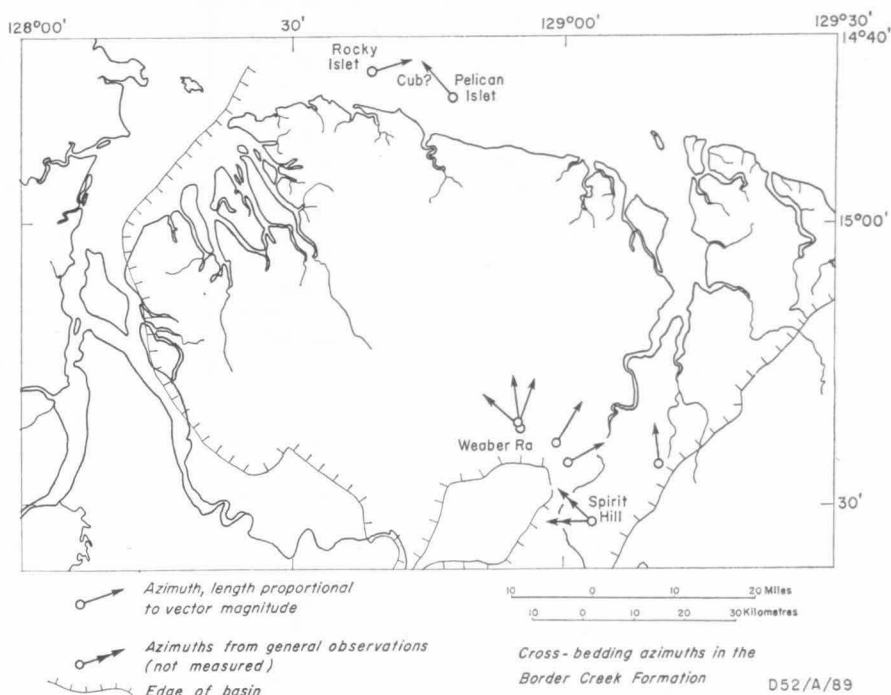 128°00'
30'
129°00'
129°30'
14°40'
Rocky
Islet
Cub?
Pelican
Islet
15°00'
Weaber Ra
Spirit
Hill
30'
Azimuth, length proportional
to vector magnitude
Azimuths from general observations
(not measured)
Edge of basin
10 0 10 20 Miles
10 0 10 20 30 Kilometres
Cross-bedding azimuths in the
Border Creek Formation
D52/A/89